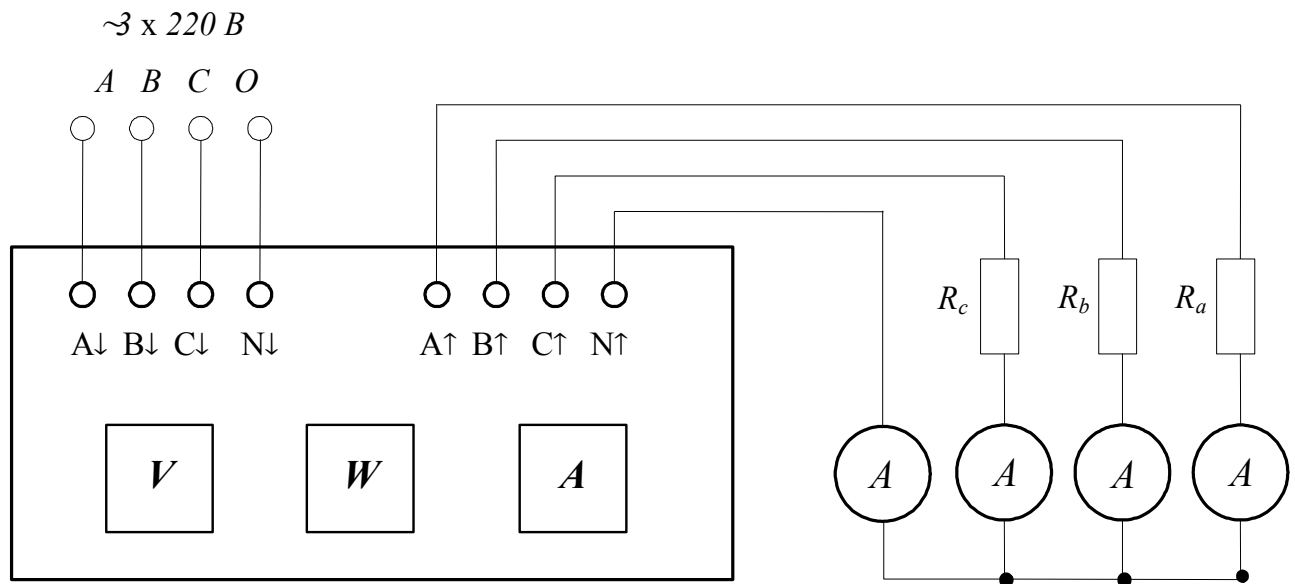 ~3 x 220 В
A B C O
R_c R_b R_a
A↓ B↓ C↓ N↓ A↑ B↑ C↑ N↑
V W A A A A A